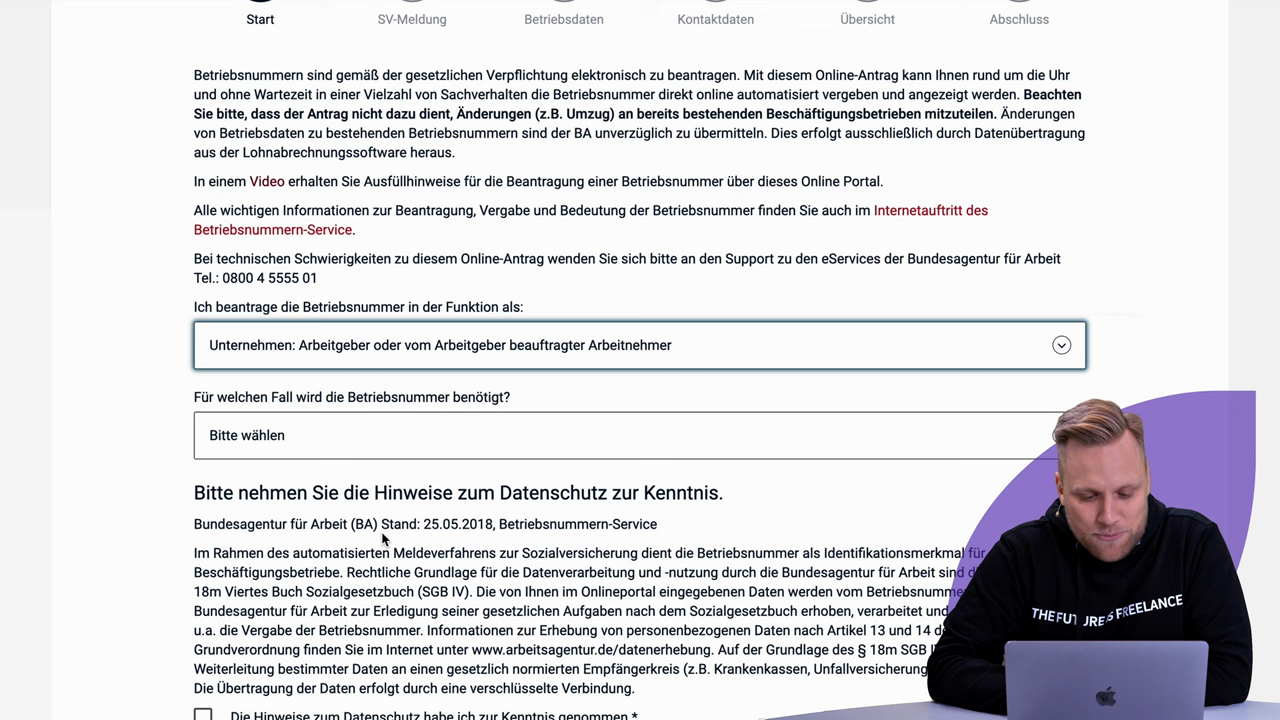 Start
SV-Meldung
Betriebsdaten
Kontaktdaten
Übersicht
Abschluss
Betriebsnummern sind gemäß der gesetzlichen Verpflichtung elektronisch zu beantragen. Mit diesem Online-Antrag kann Ihnen rund um die Uhr
und ohne Wartezeit in einer Vielzahl von Sachverhalten die Betriebsnummer direkt online automatisiert vergeben und angezeigt werden. Beachten
Sie bitte, dass der Antrag nicht dazu dient, Änderungen (z.B. Umzug) an bereits bestehenden Beschäftigungsbetrieben mitzuteilen. Änderungen
von Betriebsdaten zu bestehenden Betriebsnummern sind der BA unverzüglich zu übermitteln. Dies erfolgt ausschließlich durch Datenübertragung
aus der Lohnabrechnungssoftware heraus.
In einem Video erhalten Sie Ausfüllhinweise für die Beantragung einer Betriebsnummer über dieses Online Portal.
Alle wichtigen Informationen zur Beantragung, Vergabe und Bedeutung der Betriebsnummer finden Sie auch im Internetauftritt des
Betriebsnummern-Service.
Bei technischen Schwierigkeiten zu diesem Online-Antrag wenden Sie sich bitte an den Support zu den eServices der Bundesagentur für Arbeit
Tel.: 0800 4 5555 01
Ich beantrage die Betriebsnummer in der Funktion als:
Unternehmen: Arbeitgeber oder vom Arbeitgeber beauftragter Arbeitnehmer
Für welchen Fall wird die Betriebsnummer benötigt?
Bitte wählen
Bitte nehmen Sie die Hinweise zum Datenschutz zur Kenntnis.
Bundesagentur für Arbeit (BA) Stand: 25.05.2018, Betriebsnummern-Service
Im Rahmen des automatisierten Meldeverfahrens zur Sozialversicherung dient die Betriebsnummer als Identifikationsmerkmal für
Beschäftigungsbetriebe. Rechtliche Grundlage für die Datenverarbeitung und -nutzung durch die Bundesagentur für Arbeit sind
18m Viertes Buch Sozialgesetzbuch (SGB IV). Die von Ihnen im Onlineportal eingegebenen Daten werden vom
Bundesagentur für Arbeit zur Erledigung seiner gesetzlichen Aufgaben nach dem Sozialgesetzbuch erhoben, verarbeitet und
u.a. die Vergabe der Betriebsnummer. Informationen zur Erhebung von personenbezogenen Daten nach Artikel 13 und 14
Grundverordnung finden Sie im Internet unter www.arbeitsagentur.de/datenerhebung. Auf der Grundlage des § 18m SGB
Weiterleitung bestimmter Daten an einen gesetzlich normierten Empfängerkreis (z.B. Krankenkassen, Unfallversicherung
Die Übertragung der Daten erfolgt durch eine verschlüsselte Verbindung.
Die Hinweise zum Datenschutz habe ich zur Kenntnis genommen.*
THE FUTURE IS FREELANCE